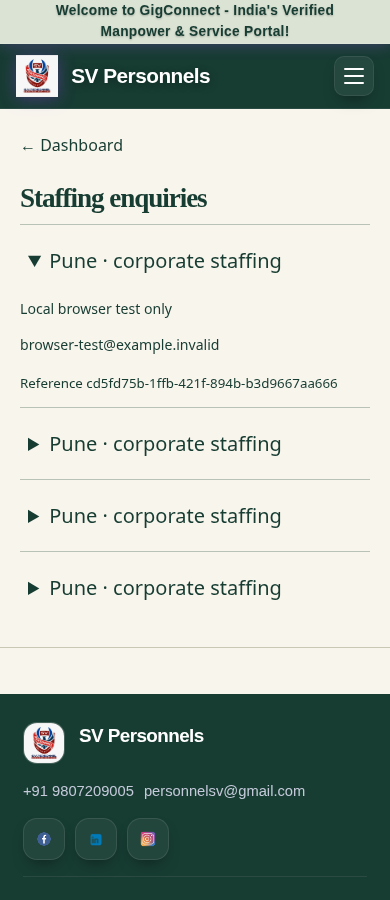 Welcome to GigConnect - India's Verified
Manpower & Service Portal!
SV Personnels
← Dashboard
Staffing enquiries
▼ Pune · corporate staffing
Local browser test only
browser-test@example.invalid
Reference cd5fd75b-1ffb-421f-894b-b3d9667aa666
▶ Pune · corporate staffing
▶ Pune · corporate staffing
▶ Pune · corporate staffing
SV Personnels
+91 9807209005 personnelsv@gmail.com